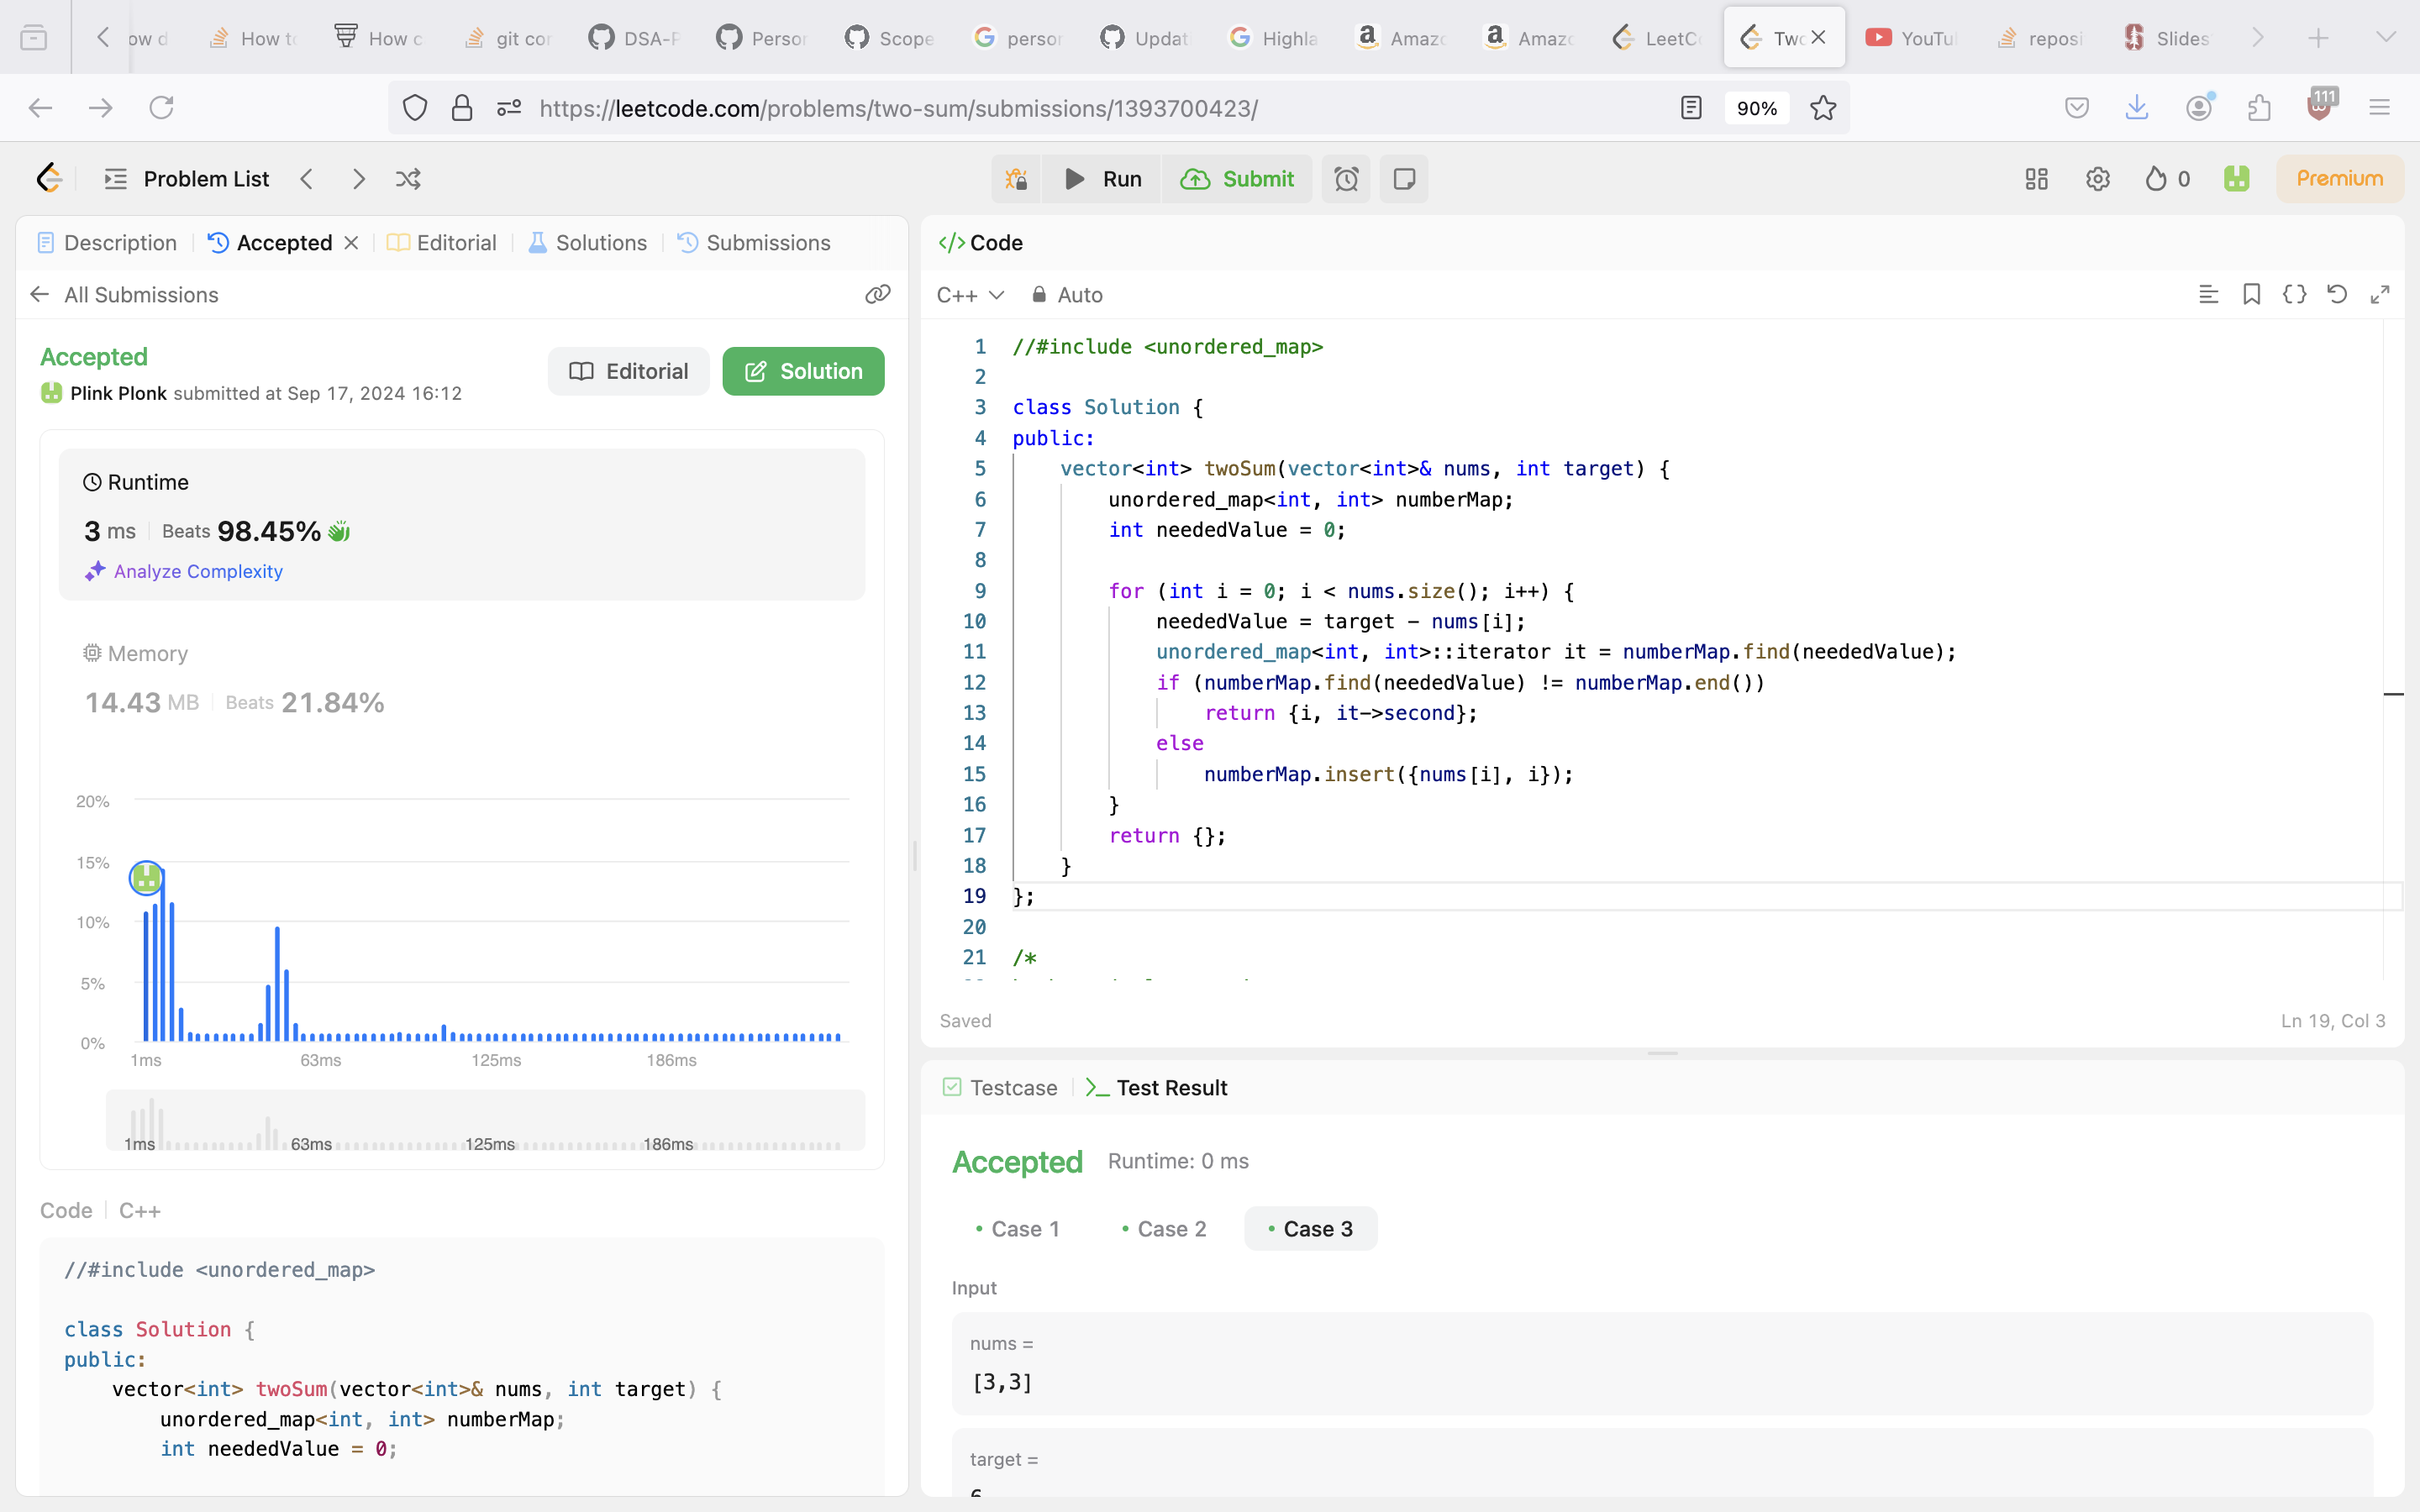 How to
How c
git cor
DSA-P
Person
Scope
person
Updat
Highla
Amazo
Amazo
LeetCo
Two
YouTu
reposi
Slides
https://leetcode.com/problems/two-sum/submissions/1393700423/
90%
111
Problem List
Run
Submit
0
Premium
Description
Accepted
Editorial
Solutions
Submissions
All Submissions
Accepted
Plink Plonk submitted at Sep 17, 2024 16:12
Editorial
Solution
Runtime
3 ms
Beats 98.45%
Analyze Complexity
Memory
14.43 MB
Beats 21.84%
20%
15%
10%
5%
0%
1ms
63ms
125ms
186ms
1ms
63ms
125ms
186ms
Code
C++
//#include <unordered_map>
class Solution {
public:
vector<int> twoSum(vector<int>& nums, int target) {
unordered_map<int, int> numberMap;
int neededValue = 0;
</> Code
C++
Auto
1 //#include <unordered_map>
2
3 class Solution {
4 public:
5 vector<int> twoSum(vector<int>& nums, int target) {
6 unordered_map<int, int> numberMap;
7 int neededValue = 0;
8
9 for (int i = 0; i < nums.size(); i++) {
10 neededValue = target - nums[i];
11 unordered_map<int, int>::iterator it = numberMap.find(neededValue);
12 if (numberMap.find(neededValue) != numberMap.end())
13 return {i, it->second};
14 else
15 numberMap.insert({nums[i], i});
16 }
17 return {};
18 }
19 };
20
21 /*
Saved
Ln 19, Col 3
Testcase
Test Result
Accepted
Runtime: 0 ms
Case 1
Case 2
Case 3
Input
nums =
[3,3]
target =